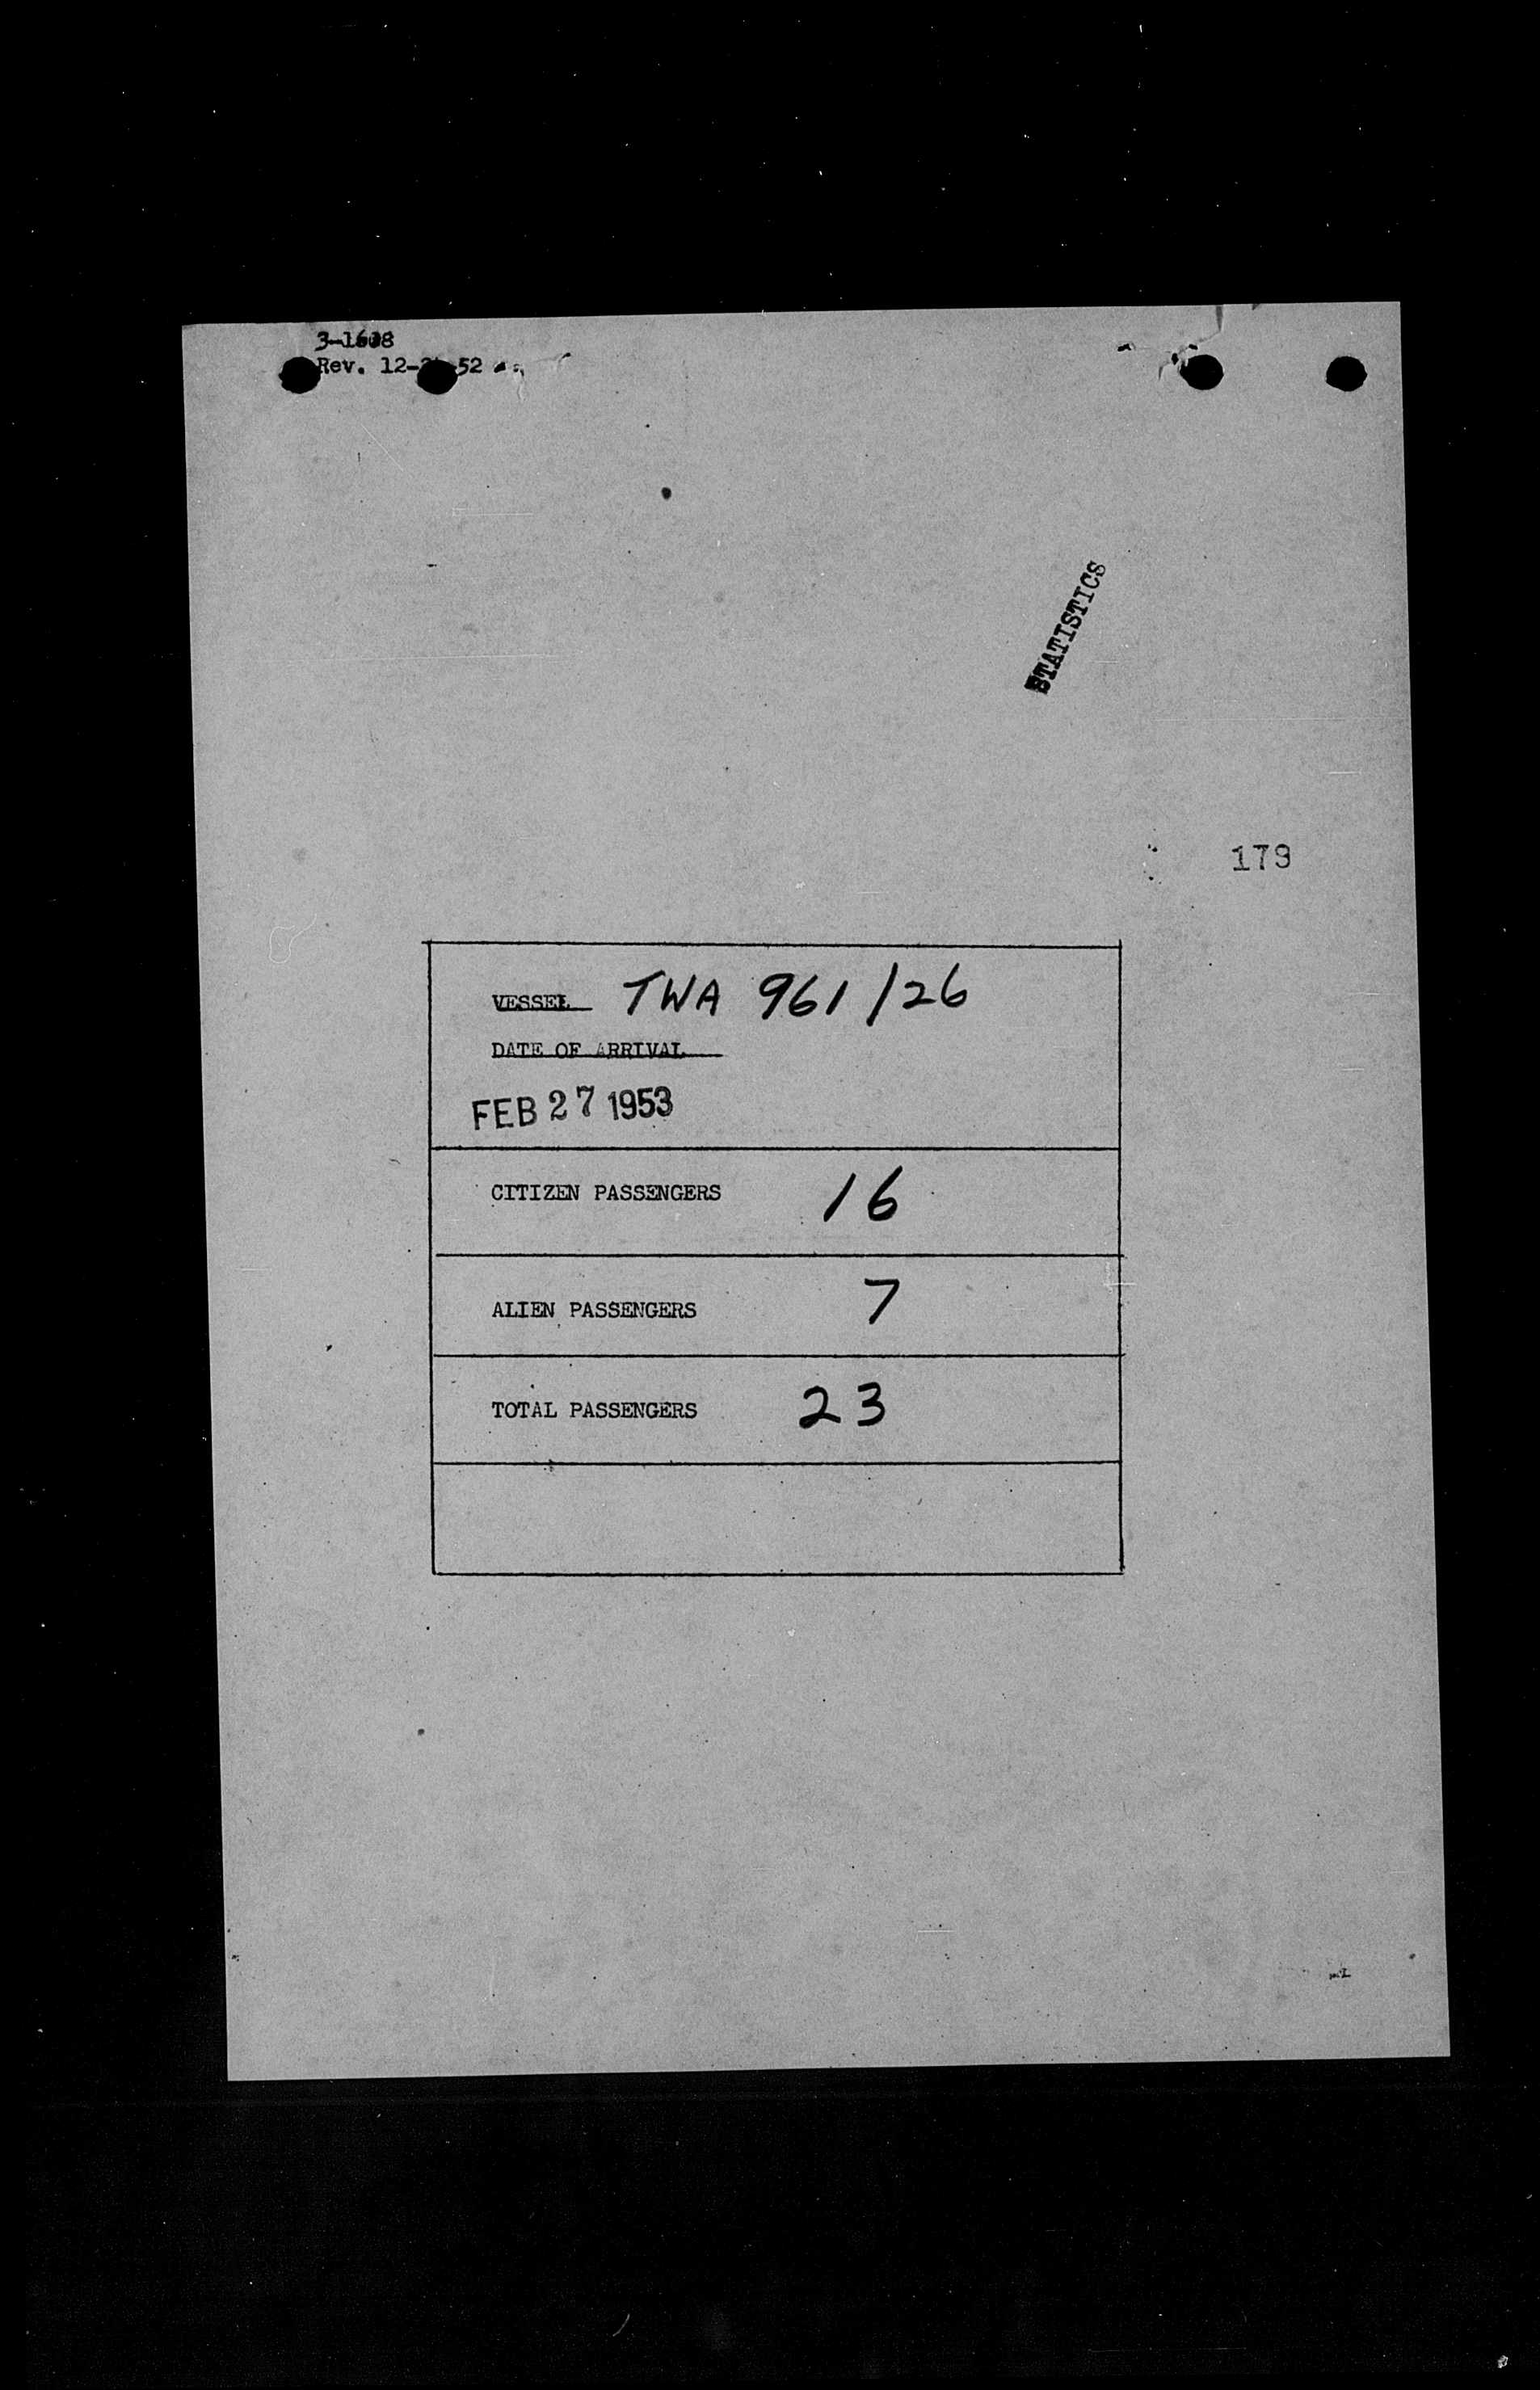 3-1608
Rev. 12- 52
STATISTICS
179
VESSEL TWA 961/26
DATE OF ARRIVAL
FEB 27 1953
CITIZEN PASSENGERS 16
ALIEN PASSENGERS 7
TOTAL PASSENGERS 23